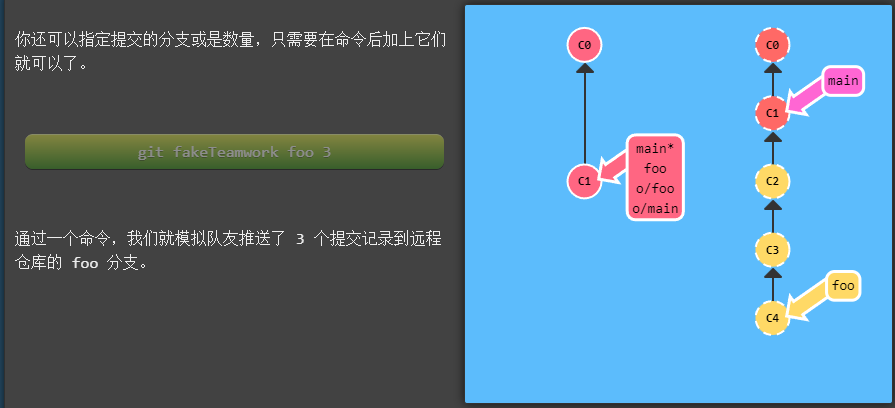 你还可以指定提交的分支或是数量，只需要在命令后加上它们
就可以了。
git fakeTeamwork foo 3
通过一个命令，我们就模拟队友推送了 3 个提交记录到远程
仓库的 foo 分支。
C0
C1
main*
foo
o/foo
o/main
C0
main
C1
C2
C3
foo
C4